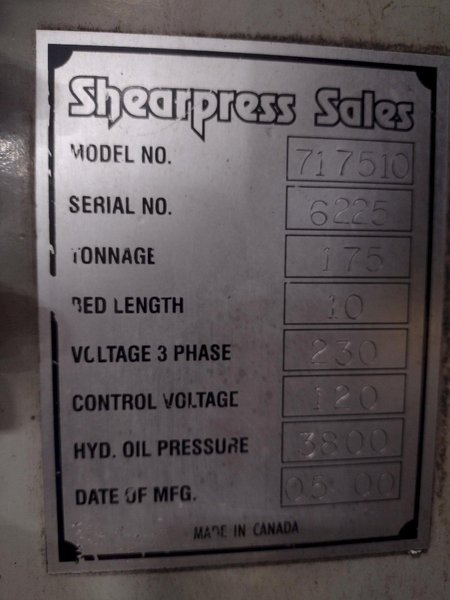 Shearpress Sales
MODEL NO. 717510
SERIAL NO. 6225
TONNAGE 175
BED LENGTH 10
VOLTAGE 3 PHASE 230
CONTROL VOLTAGE 120
HYD. OIL PRESSURE 3800
DATE OF MFG. 05 00
MADE IN CANADA